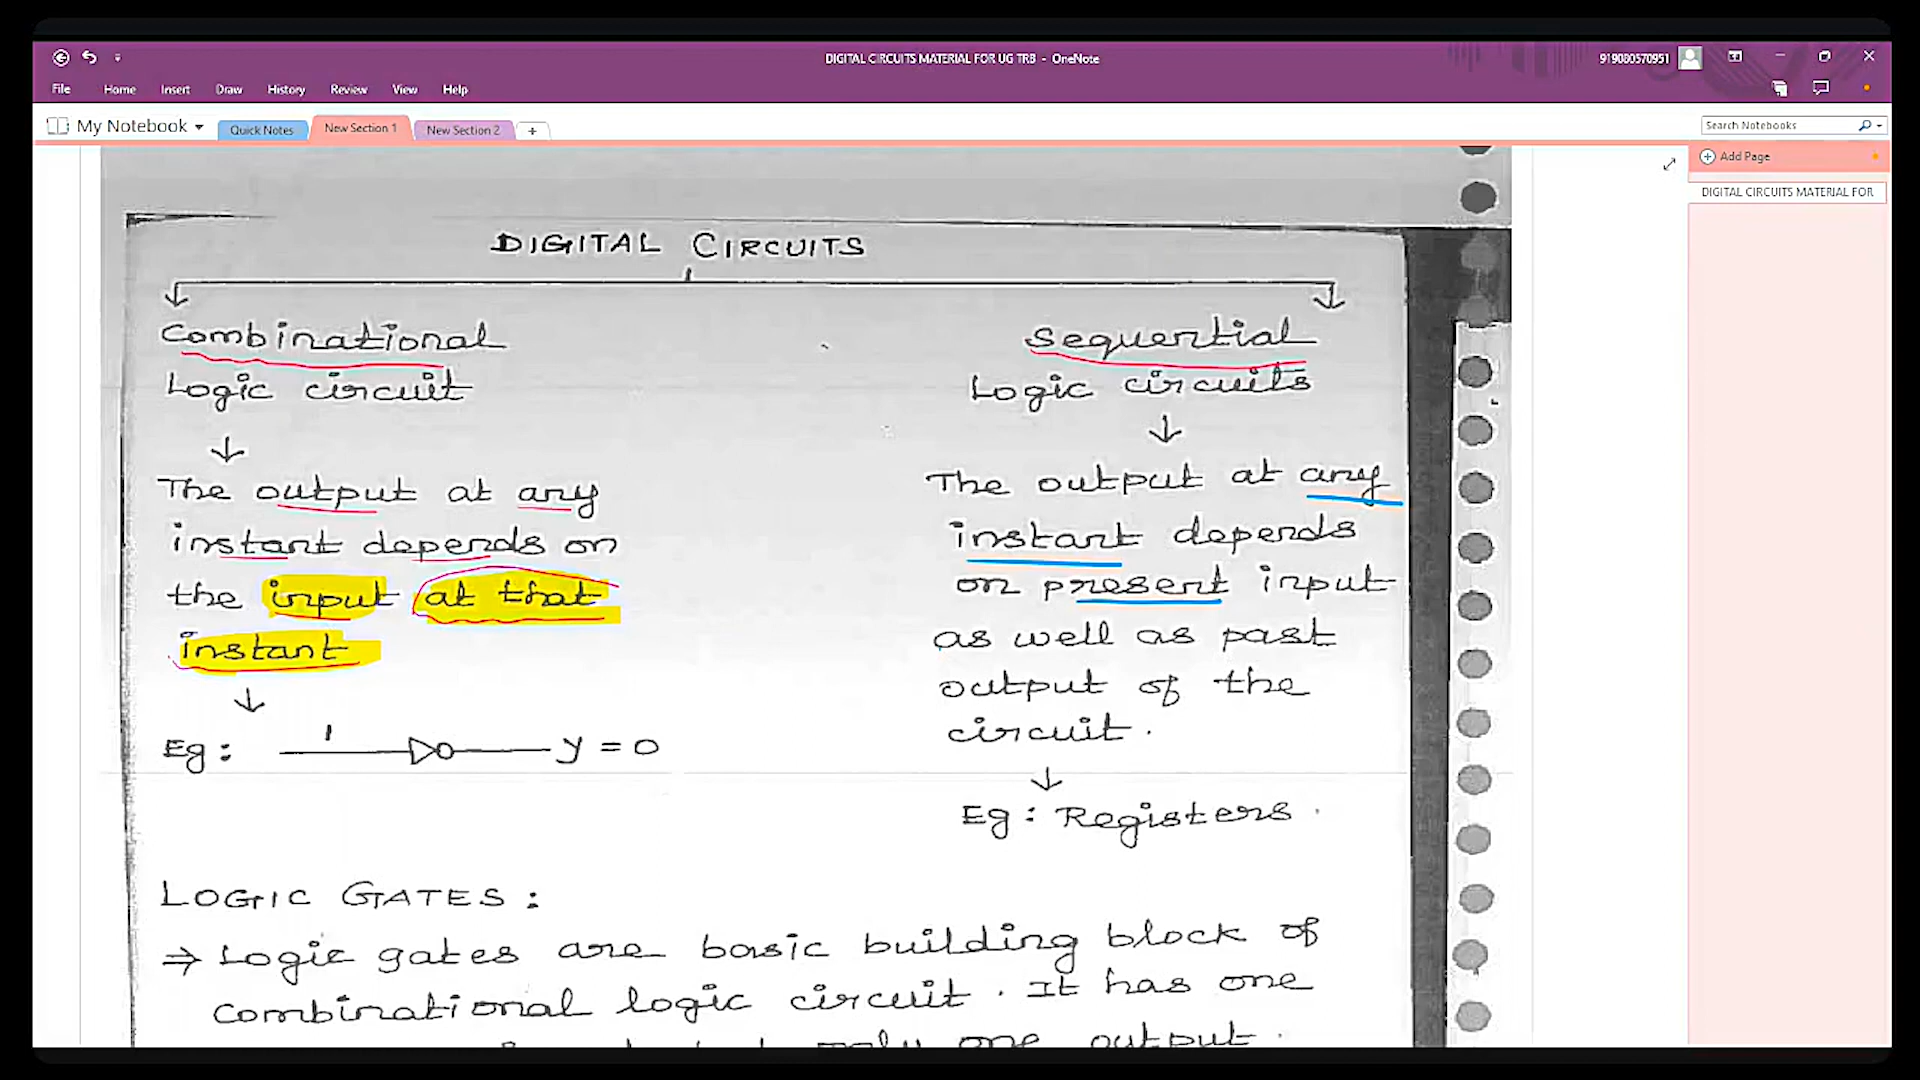 DIGITAL CIRCUITS MATERIAL FOR UG TRB - OneNote
919080570951
File Home Insert Draw History Review View Help
My Notebook Quick Notes New Section 1 New Section 2 +
Search Notebooks
Add Page
DIGITAL CIRCUITS MATERIAL FOR
DIGITAL CIRCUITS
Combinational
Logic circuit
The output at any
instant depends on
the input at that
instant
Eg: 1 y = 0
Sequential
Logic circuits
The output at any
instant depends
on present input
as well as past
output of the
circuit.
Eg: Registers.
LOGIC GATES:
⇒ Logic gates are basic building block of
combinational logic circuit. It has one
only one output.